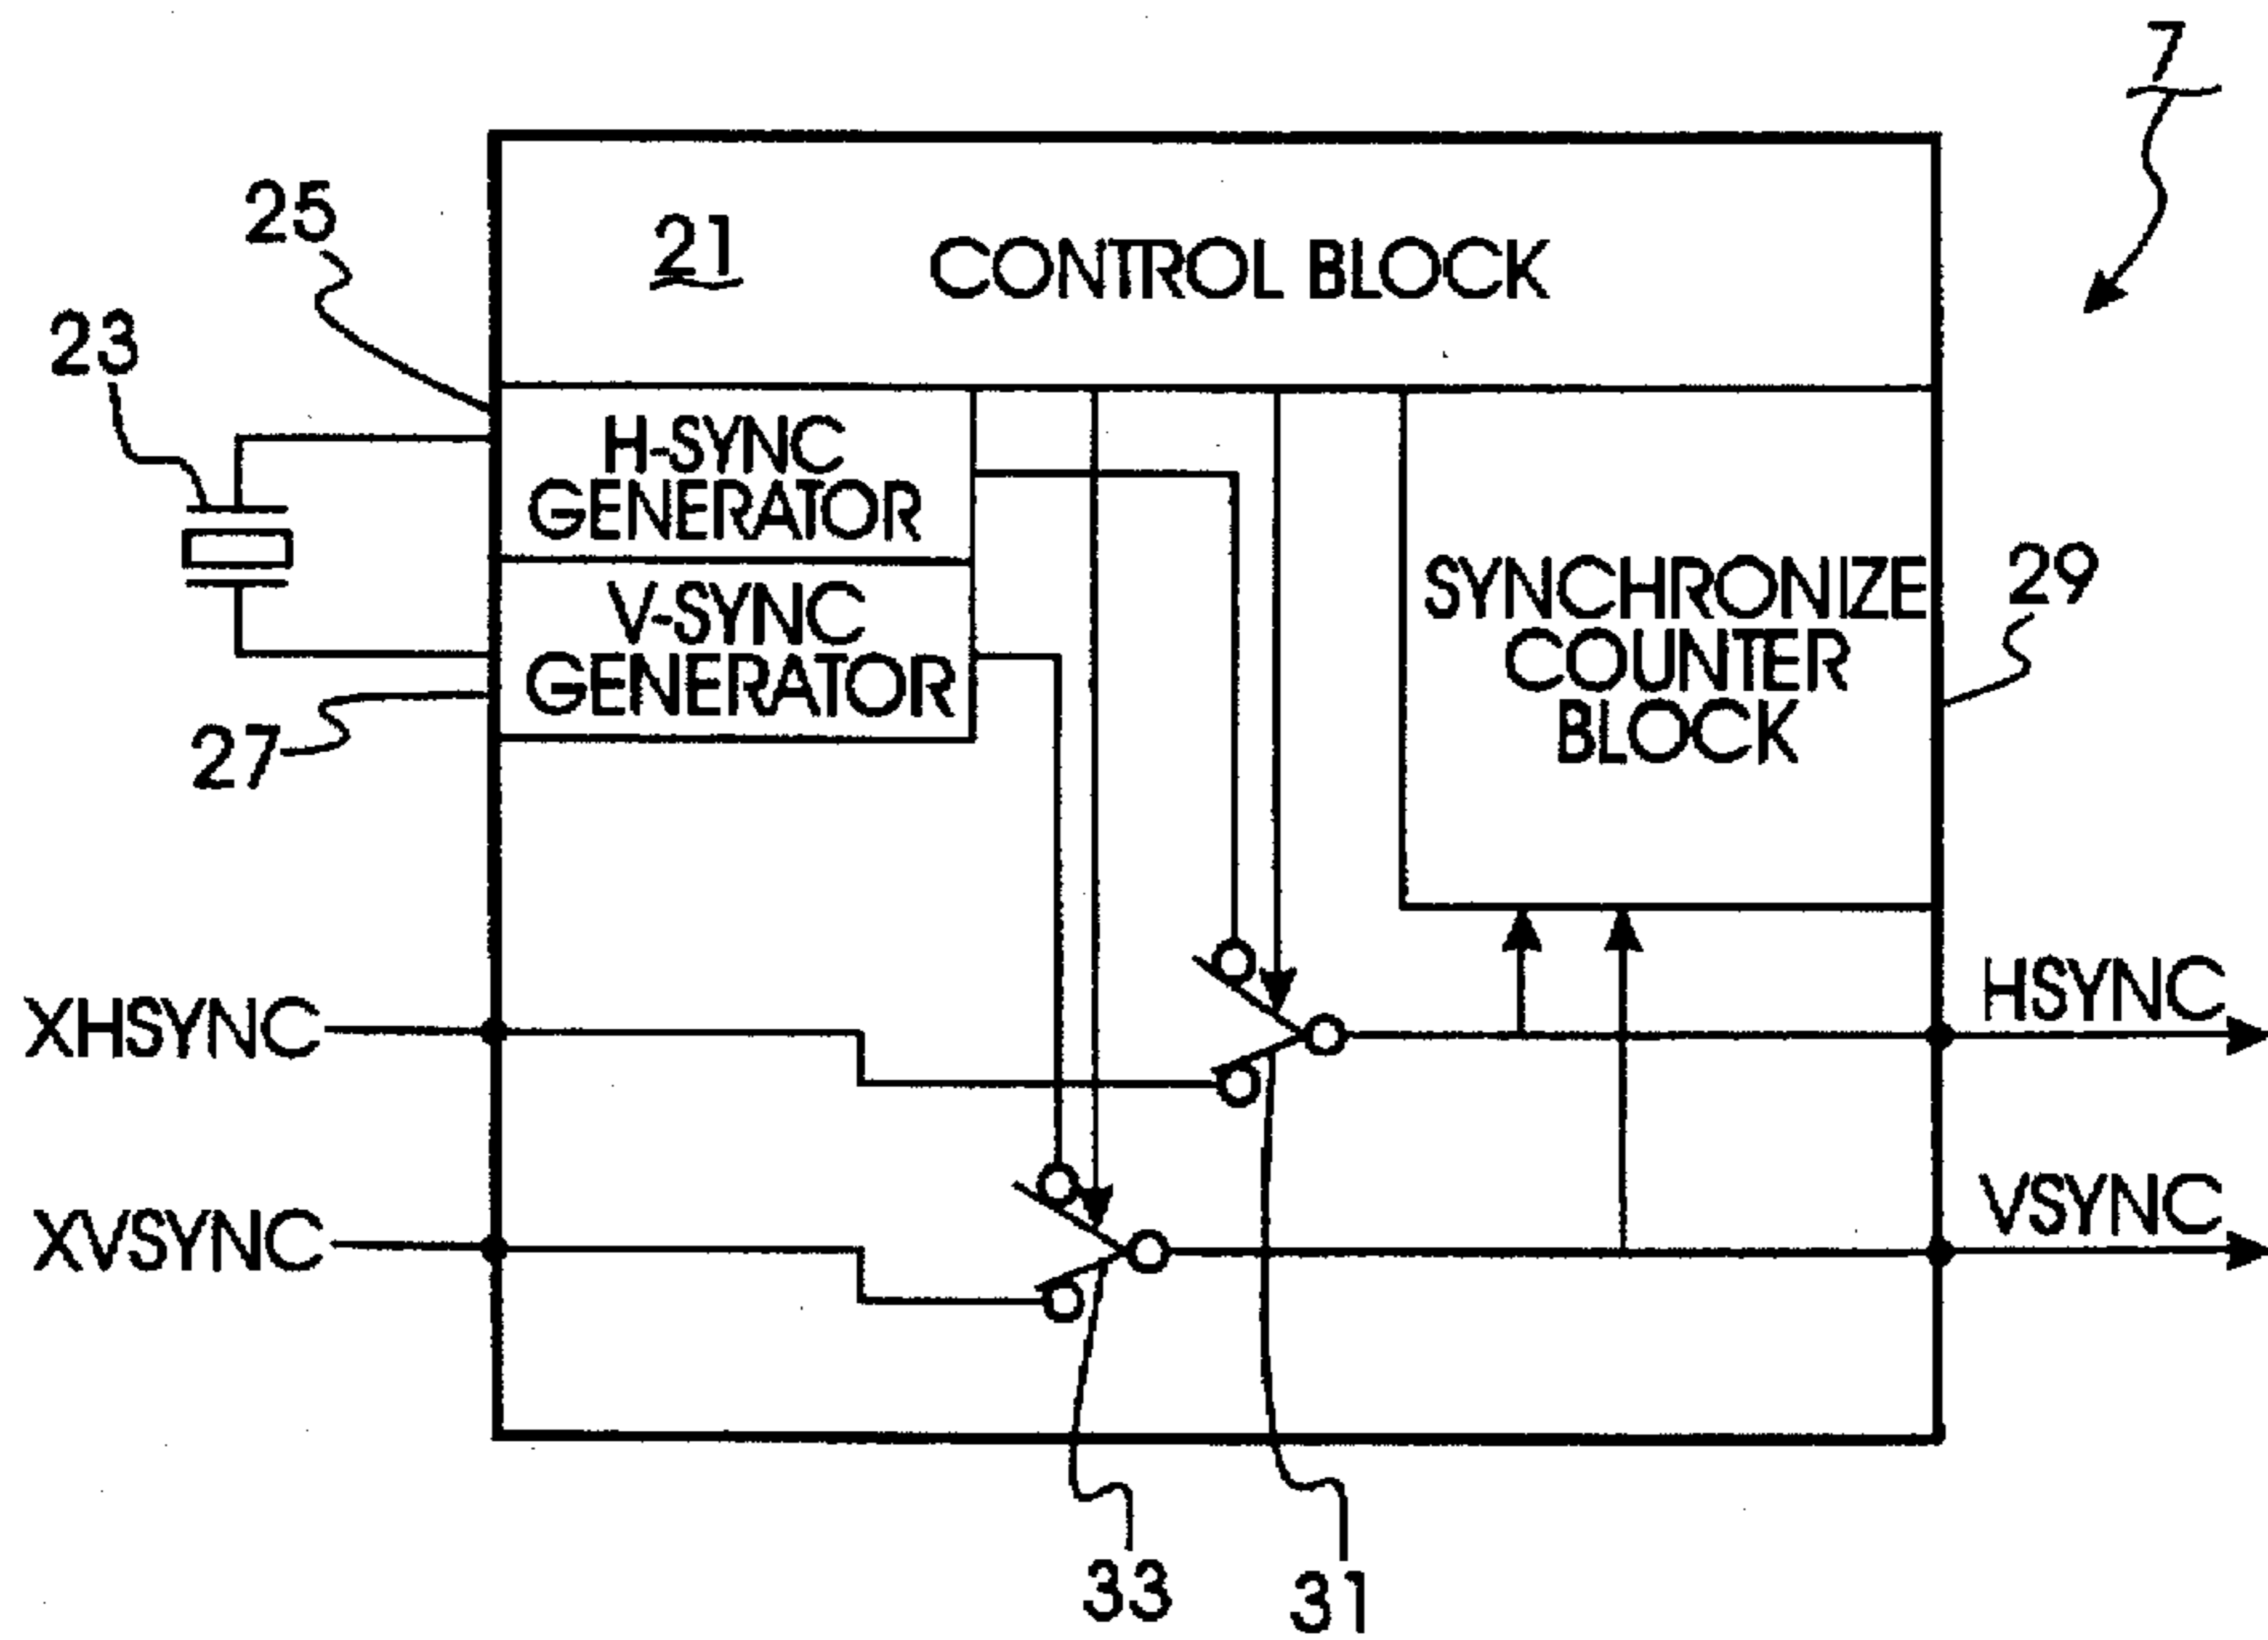 7
25
21
CONTROL BLOCK
23
H-SYNC
GENERATOR
V-SYNC
GENERATOR
27
SYNCHRONIZE
COUNTER
BLOCK
29
XHSYNC
HSYNC
XVSYNC
VSYNC
33
31